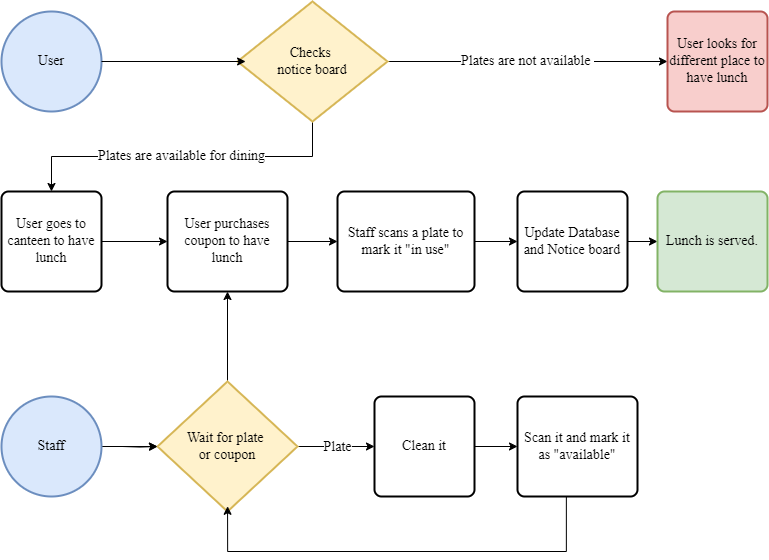 User
Checks
notice board
Plates are not available
User looks for
different place to
have lunch
Plates are available for dining
User goes to
canteen to have
lunch
User purchases
coupon to have
lunch
Staff scans a plate to
mark it "in use"
Update Database
and Notice board
Lunch is served.
Staff
Wait for plate
or coupon
Plate
Clean it
Scan it and mark it
as "available"